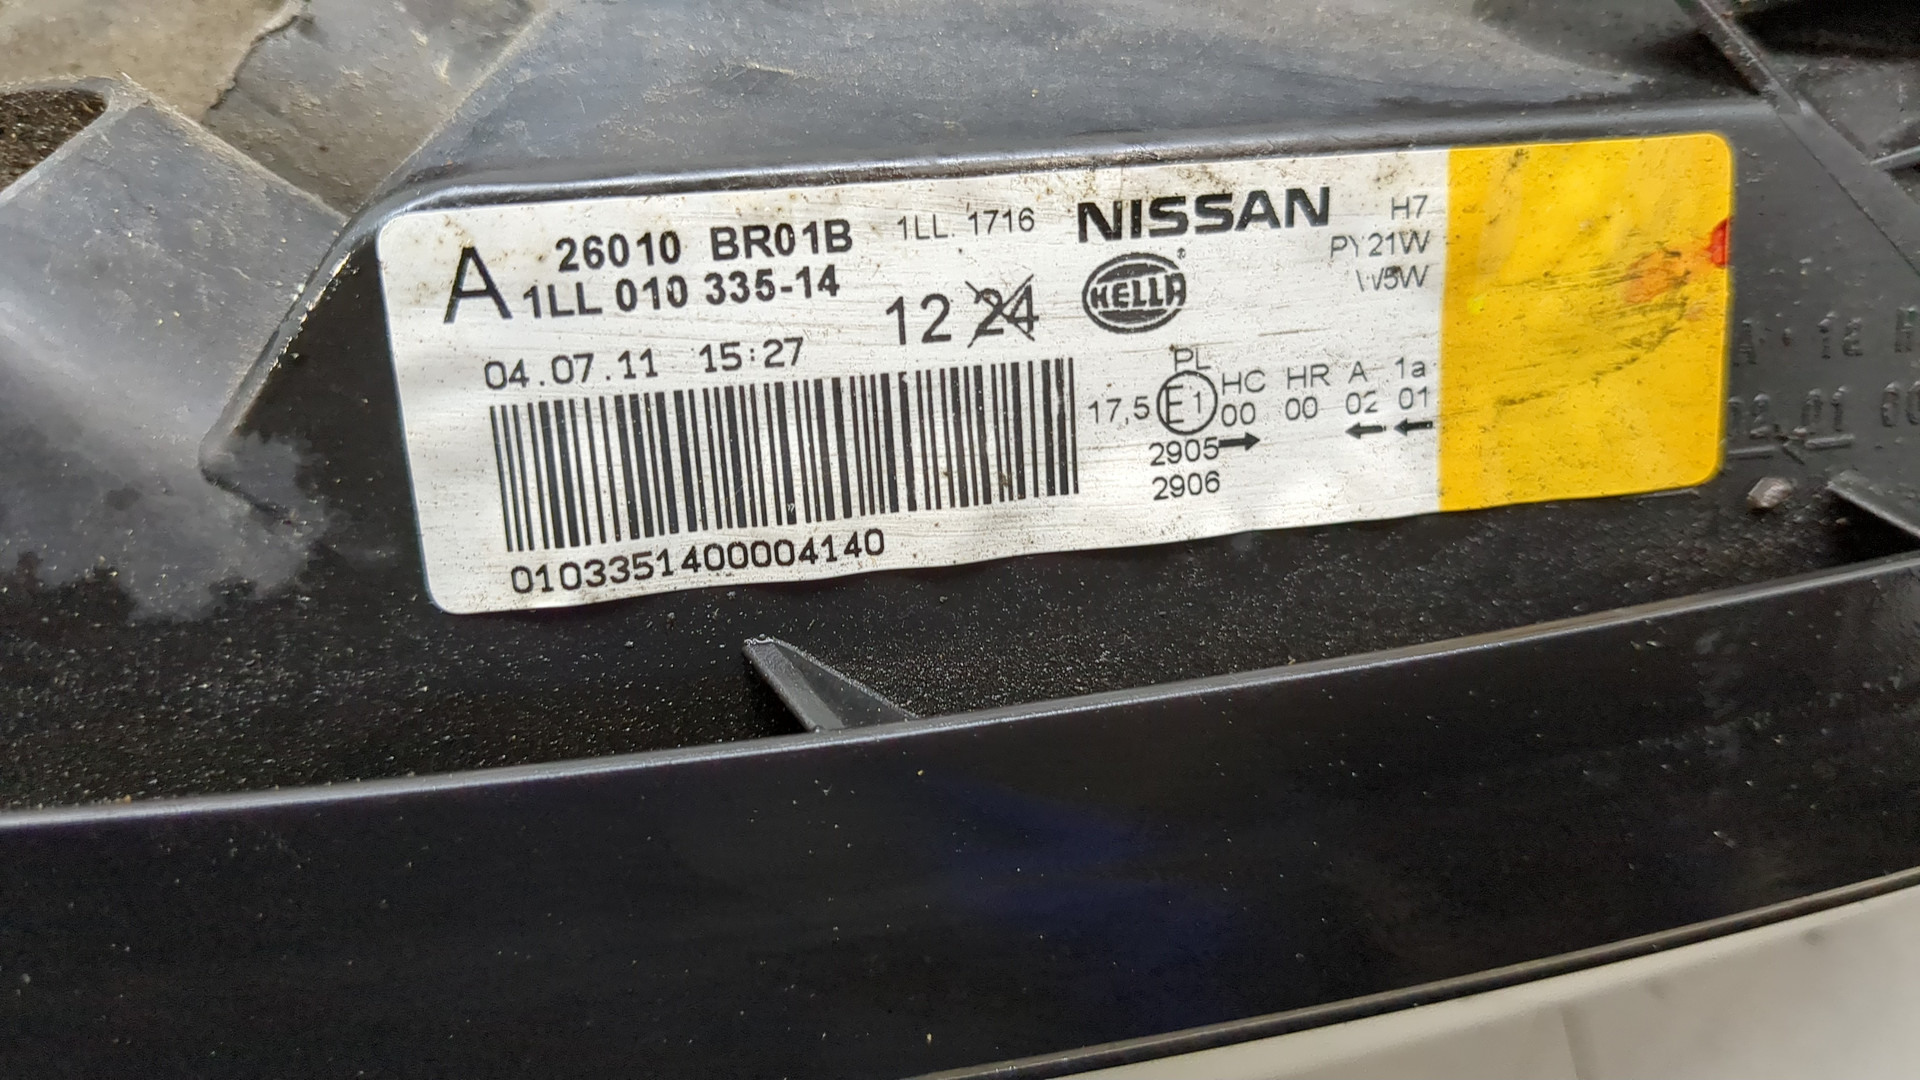 A 26010 BR01B 1LL. 1716 NISSAN H7
1LL 010 335-14 PY21W
12 24 HELLA® W5W
04.07.11 15:27
PL HC HR A 1a
17,5 E1 00 00 02 01
2905→ ← ←
2906
0103351400004140